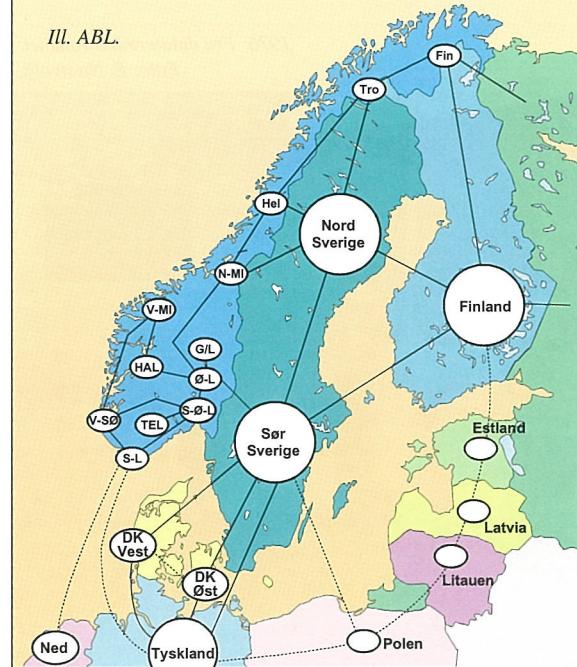 Ill. ABL.
Fin
Tro
Hel
Nord
Sverige
N-MI
Finland
V-MI
G/L
HAL
Ø-L
S-Ø-L
V-SØ
TEL
Sør
Sverige
Estland
S-L
Latvia
DK
Vest
Litauen
DK
Øst
Ned
Tyskland
Polen